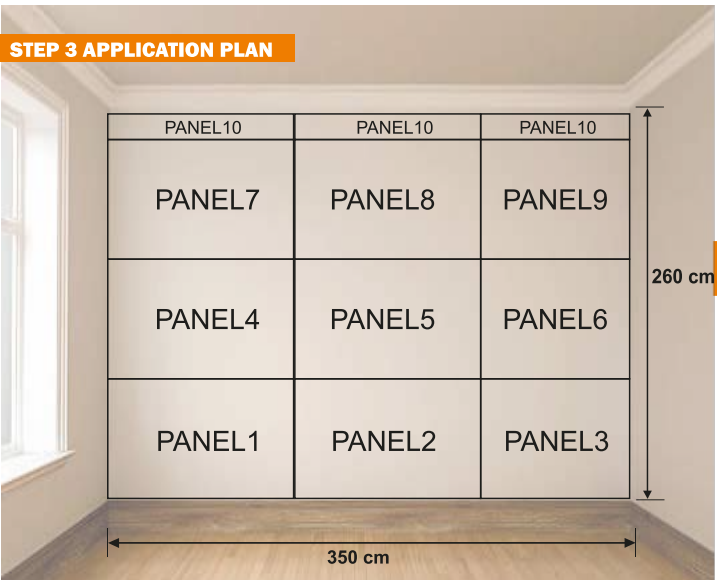 STEP 3 APPLICATION PLAN
PANEL10 PANEL10 PANEL10
PANEL7 PANEL8 PANEL9
260 cm
PANEL4 PANEL5 PANEL6
PANEL1 PANEL2 PANEL3
350 cm